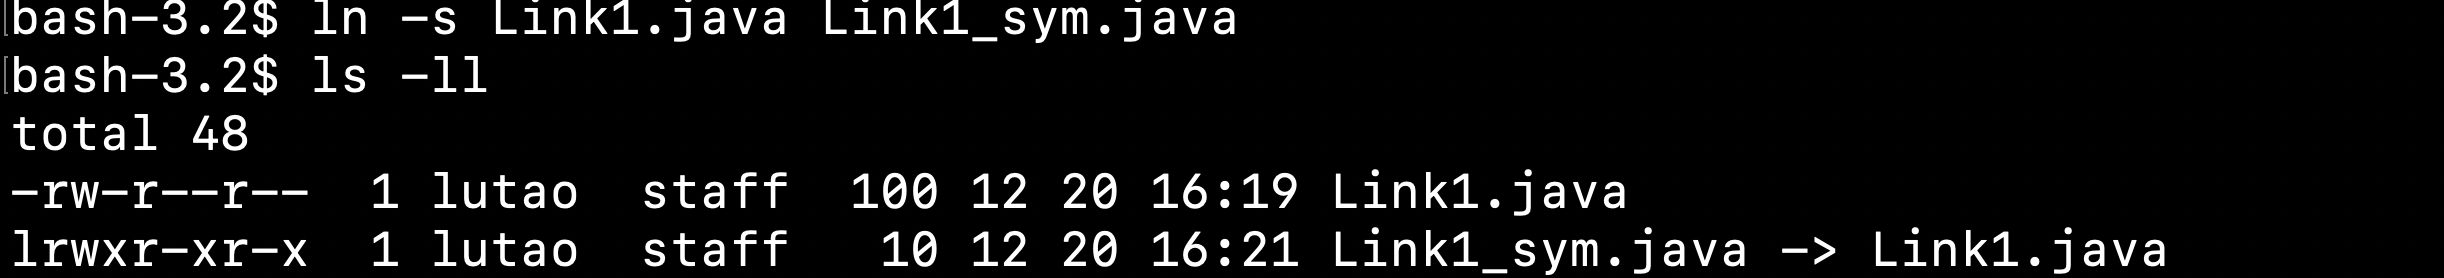 bash-3.2$ ln -s Link1.java Link1_sym.java
bash-3.2$ ls -ll
total 48
-rw-r--r--  1 lutao  staff  100 12 20 16:19 Link1.java
lrwxr-xr-x  1 lutao  staff   10 12 20 16:21 Link1_sym.java -> Link1.java